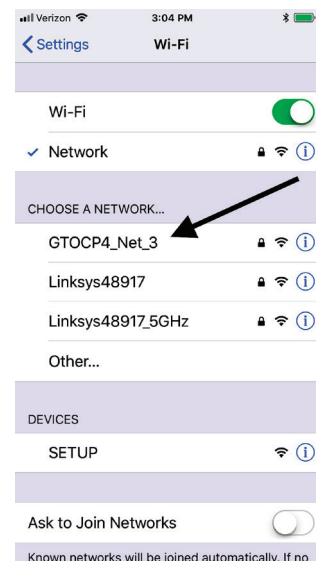 Verizon 3:04 PM
Settings Wi-Fi
Wi-Fi
Network
CHOOSE A NETWORK...
GTOCP4_Net_3
Linksys48917
Linksys48917_5GHz
Other...
DEVICES
SETUP
Ask to Join Networks
Known networks will be joined automatically. If no